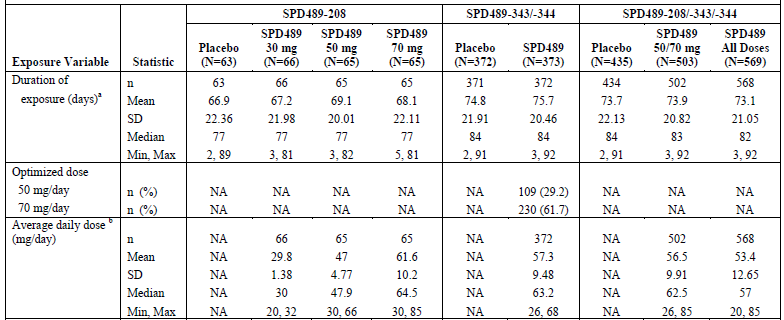 SPD489-208 SPD489-343/-344 SPD489-208/-343/-344
Exposure Variable Statistic Placebo (N=63) SPD489 30 mg (N=66) SPD489 50 mg (N=65) SPD489 70 mg (N=65) Placebo (N=372) SPD489 (N=373) Placebo (N=435) SPD489 50/70 mg (N=503) SPD489 All Doses (N=569)
Duration of exposure (days)a n 63 66 65 65 371 372 434 502 568
Mean 66.9 67.2 69.1 68.1 74.8 75.7 73.7 73.9 73.1
SD 22.36 21.98 20.01 22.11 21.91 20.46 22.13 20.82 21.05
Median 77 77 77 77 84 84 84 83 82
Min, Max 2, 89 3, 81 3, 82 5, 81 2, 91 3, 92 2, 91 3, 92 3, 92
Optimized dose
50 mg/day n (%) NA NA NA NA NA 109 (29.2) NA NA NA
70 mg/day n (%) NA NA NA NA NA 230 (61.7) NA NA NA
Average daily dose b (mg/day) n NA 66 65 65 NA 372 NA 502 568
Mean NA 29.8 47 61.6 NA 57.3 NA 56.5 53.4
SD NA 1.38 4.77 10.2 NA 9.48 NA 9.91 12.65
Median NA 30 47.9 64.5 NA 63.2 NA 62.5 57
Min, Max NA 20, 32 30, 66 30, 85 NA 26, 68 NA 26, 85 20, 85